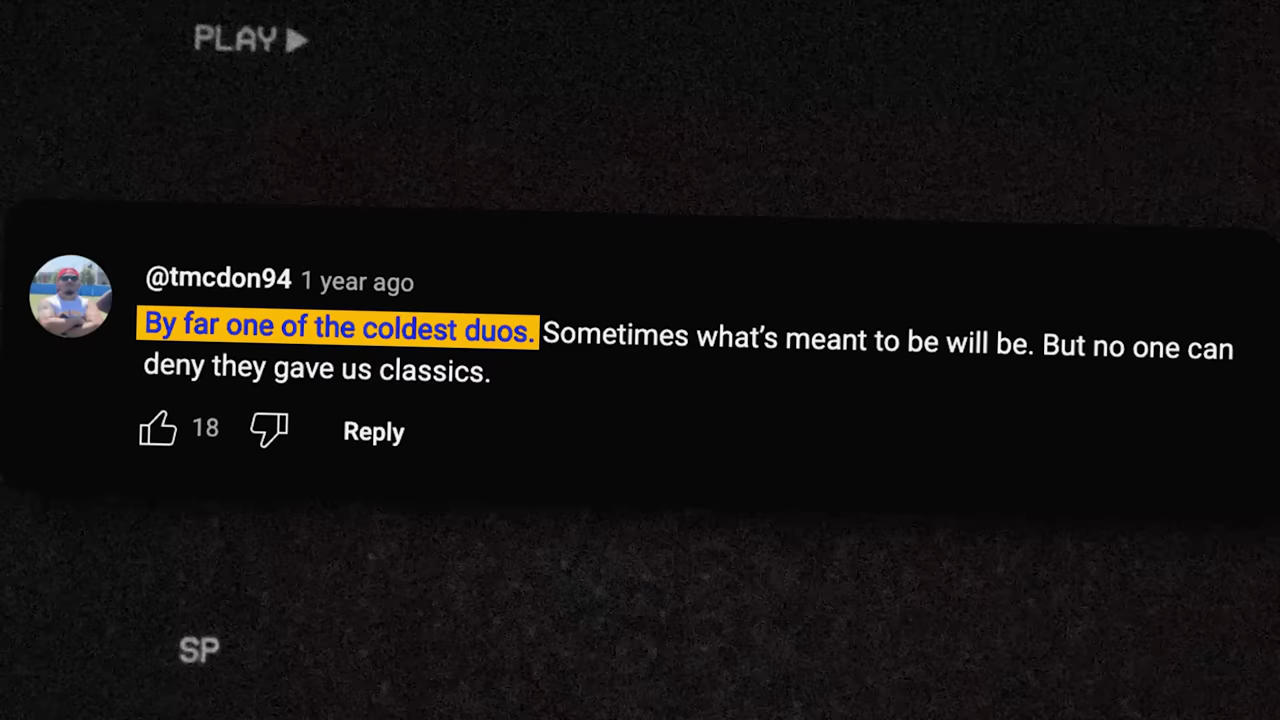 PLAY ▶
@tmcdon94 1 year ago
By far one of the coldest duos. Sometimes what's meant to be will be. But no one can
deny they gave us classics.
18 Reply
SP